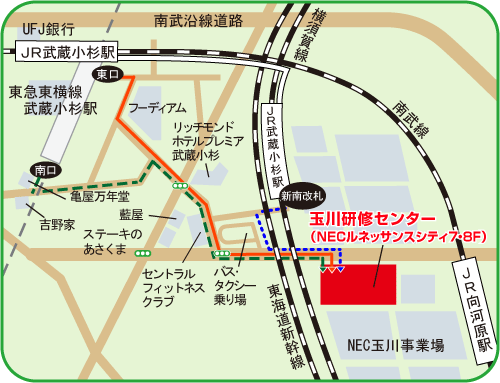 南武沿線道路
UFJ銀行
JR武蔵小杉駅
東口
東急東横線
武蔵小杉駅
フーディアム
リッチモンド
ホテルプレミア
武蔵小杉
横須賀線
南武線
JR武蔵小杉駅
新南改札
南口
亀屋万年堂
吉野家
藍屋
ステーキの
あさくま
セントラル
フィットネス
クラブ
バス・
タクシー
乗り場
玉川研修センター
(NECルネッサンスシティ7・8F)
東海道新幹線
NEC玉川事業場
JR向河原駅